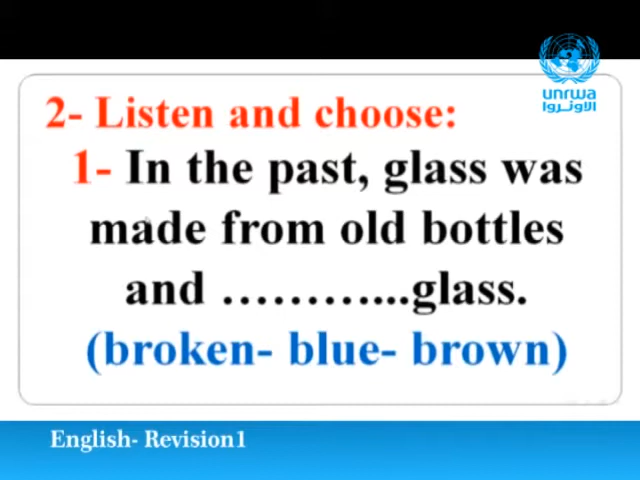 unrwa
الأونروا
2- Listen and choose:
1- In the past, glass was
made from old bottles
and ………...glass.
(broken- blue- brown)
English- Revision1